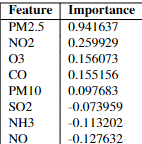 Feature Importance
PM2.5 0.941637
NO2 0.259929
O3 0.156073
CO 0.155156
PM10 0.097683
SO2 -0.073959
NH3 -0.113202
NO -0.127632